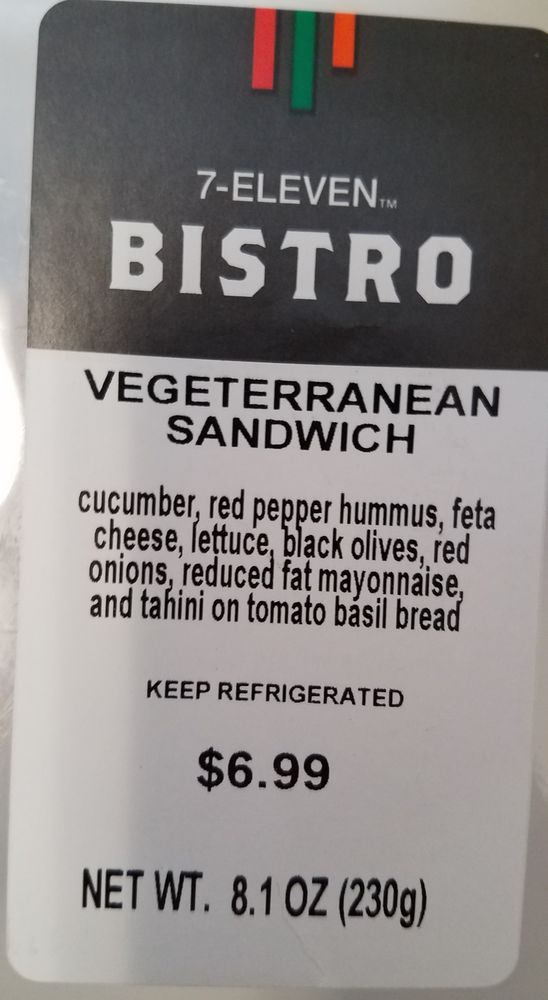 7-ELEVEN™
BISTRO
VEGETERRANEAN
SANDWICH
cucumber, red pepper hummus, feta
cheese, lettuce, black olives, red
onions, reduced fat mayonnaise,
and tahini on tomato basil bread
KEEP REFRIGERATED
$6.99
NET WT. 8.1 OZ (230g)